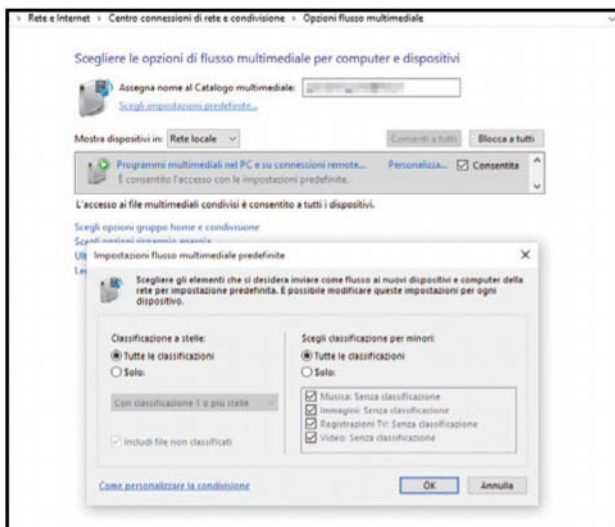 › Rete e Internet › Centro connessioni di rete e condivisione › Opzioni flusso multimediale
Scegliere le opzioni di flusso multimediale per computer e dispositivi
Assegna nome al Catalogo multimediale:
Scegli impostazioni predefinite...
Mostra dispositivi in: Rete locale
Consenti a tutti
Blocca a tutti
Programmi multimediali nel PC e su connessioni remote...
Personalizza...
Consentita
È consentito l'accesso con le impostazioni predefinite.
L'accesso ai file multimediali condivisi è consentito a tutti i dispositivi.
Scegli opzioni gruppo home e condivisione
Scegli opzioni risparmio energia
Ult
Le
Impostazioni flusso multimediale predefinite
Scegliere gli elementi che si desidera inviare come flusso ai nuovi dispositivi e computer della
rete per impostazione predefinita. È possibile modificare queste impostazioni per ogni
dispositivo.
Classificazione a stelle:
Tutte le classificazioni
Solo:
Con classificazione 1 o più stelle
Includi file non classificati
Scegli classificazione per minori:
Tutte le classificazioni
Solo:
Musica: Senza classificazione
Immagini: Senza classificazione
Registrazioni TV: Senza classificazione
Video: Senza classificazione
Come personalizzare la condivisione
OK
Annulla